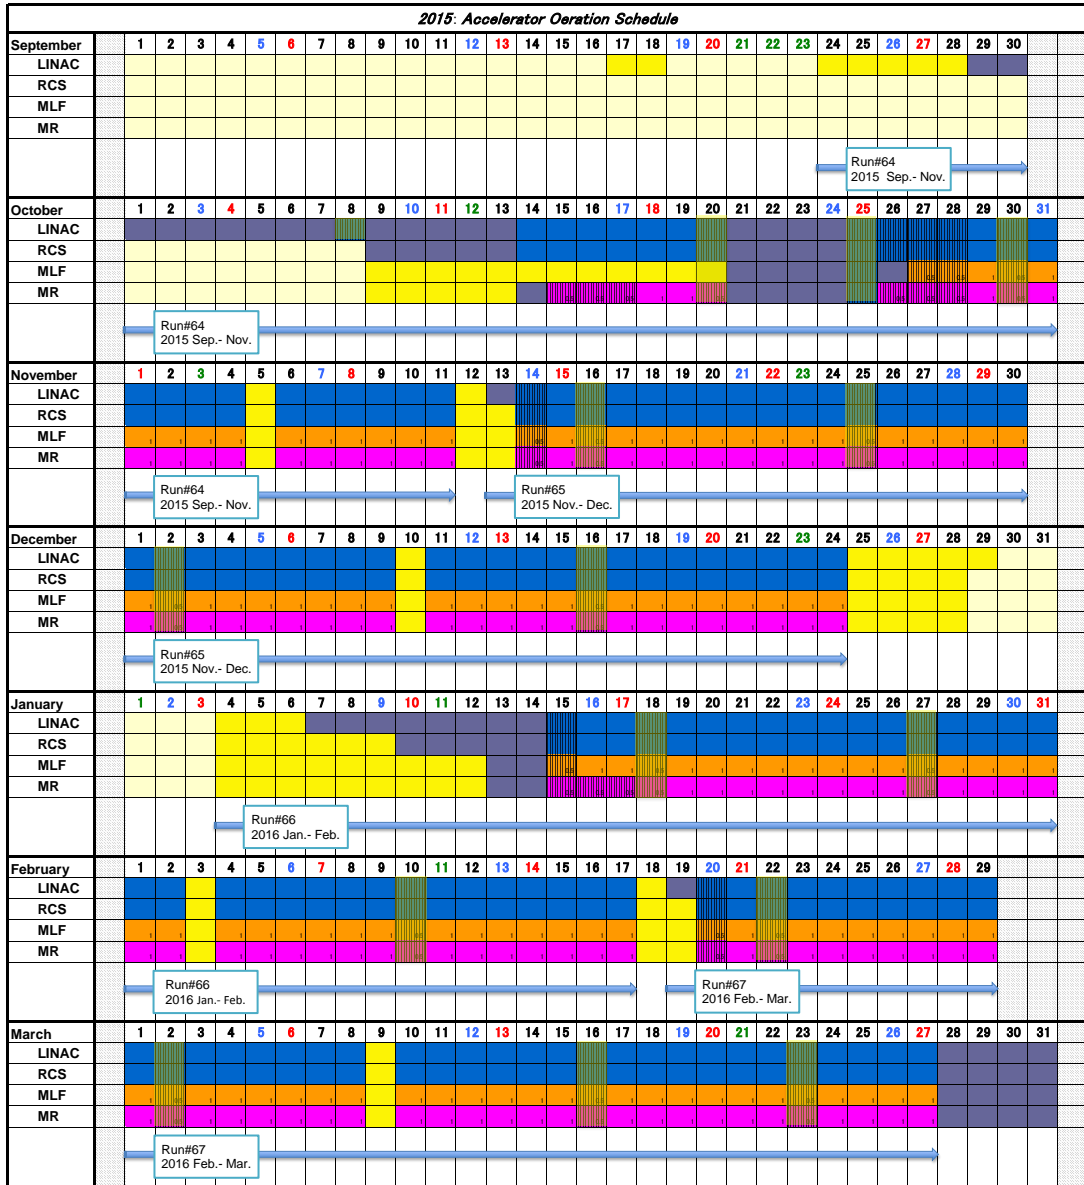 2015: Accelerator Oeration Schedule
September 1 2 3 4 5 6 7 8 9 10 11 12 13 14 15 16 17 18 19 20 21 22 23 24 25 26 27 28 29 30
LINAC
RCS
MLF
MR
Run#64
2015 Sep.- Nov.
October 1 2 3 4 5 6 7 8 9 10 11 12 13 14 15 16 17 18 19 20 21 22 23 24 25 26 27 28 29 30 31
LINAC
RCS
MLF
MR
Run#64
2015 Sep.- Nov.
November 1 2 3 4 5 6 7 8 9 10 11 12 13 14 15 16 17 18 19 20 21 22 23 24 25 26 27 28 29 30
LINAC
RCS
MLF
MR
Run#64
2015 Sep.- Nov.
Run#65
2015 Nov.- Dec.
December 1 2 3 4 5 6 7 8 9 10 11 12 13 14 15 16 17 18 19 20 21 22 23 24 25 26 27 28 29 30 31
LINAC
RCS
MLF
MR
Run#65
2015 Nov.- Dec.
January 1 2 3 4 5 6 7 8 9 10 11 12 13 14 15 16 17 18 19 20 21 22 23 24 25 26 27 28 29 30 31
LINAC
RCS
MLF
MR
Run#66
2016 Jan.- Feb.
February 1 2 3 4 5 6 7 8 9 10 11 12 13 14 15 16 17 18 19 20 21 22 23 24 25 26 27 28 29
LINAC
RCS
MLF
MR
Run#66
2016 Jan.- Feb.
Run#67
2016 Feb.- Mar.
March 1 2 3 4 5 6 7 8 9 10 11 12 13 14 15 16 17 18 19 20 21 22 23 24 25 26 27 28 29 30 31
LINAC
RCS
MLF
MR
Run#67
2016 Feb.- Mar.